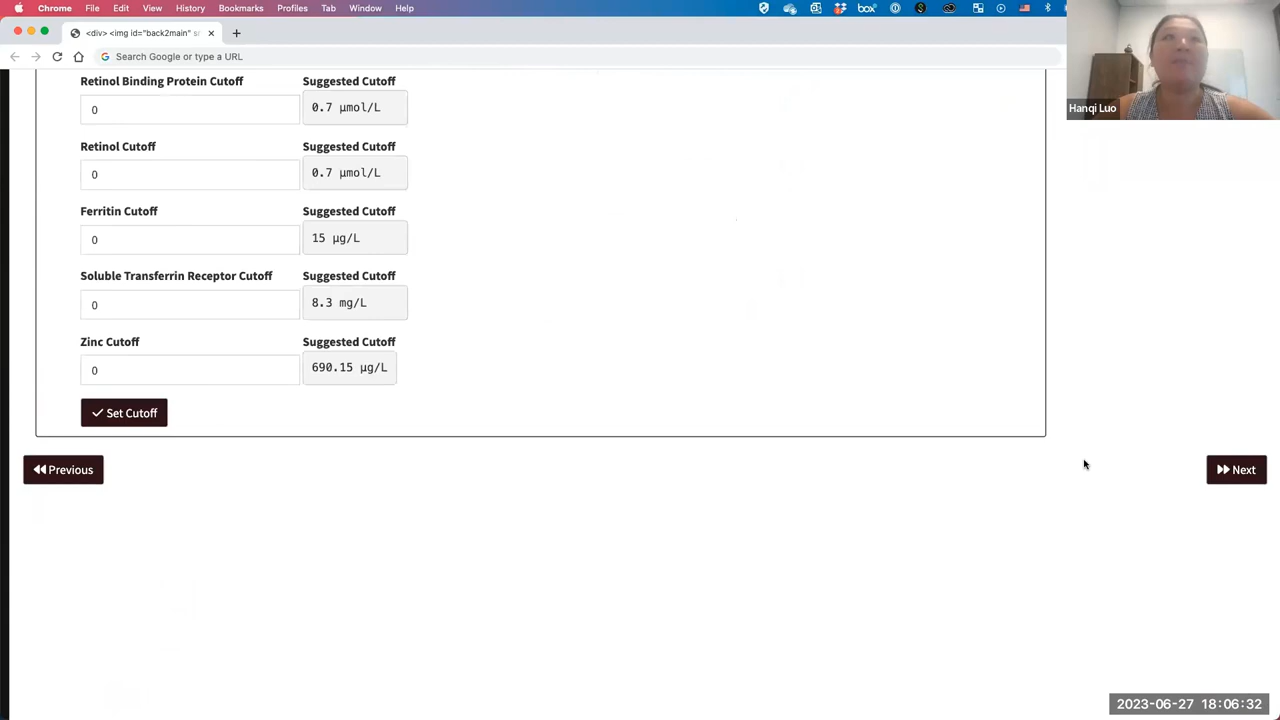 Chrome File Edit View History Bookmarks Profiles Tab Window Help
<div> <img id="back2main" s
Search Google or type a URL
Hanqi Luo
Retinol Binding Protein Cutoff Suggested Cutoff
0 0.7 µmol/L
Retinol Cutoff Suggested Cutoff
0 0.7 µmol/L
Ferritin Cutoff Suggested Cutoff
0 15 µg/L
Soluble Transferrin Receptor Cutoff Suggested Cutoff
0 8.3 mg/L
Zinc Cutoff Suggested Cutoff
0 690.15 µg/L
Set Cutoff
Previous Next
2023-06-27 18:06:32